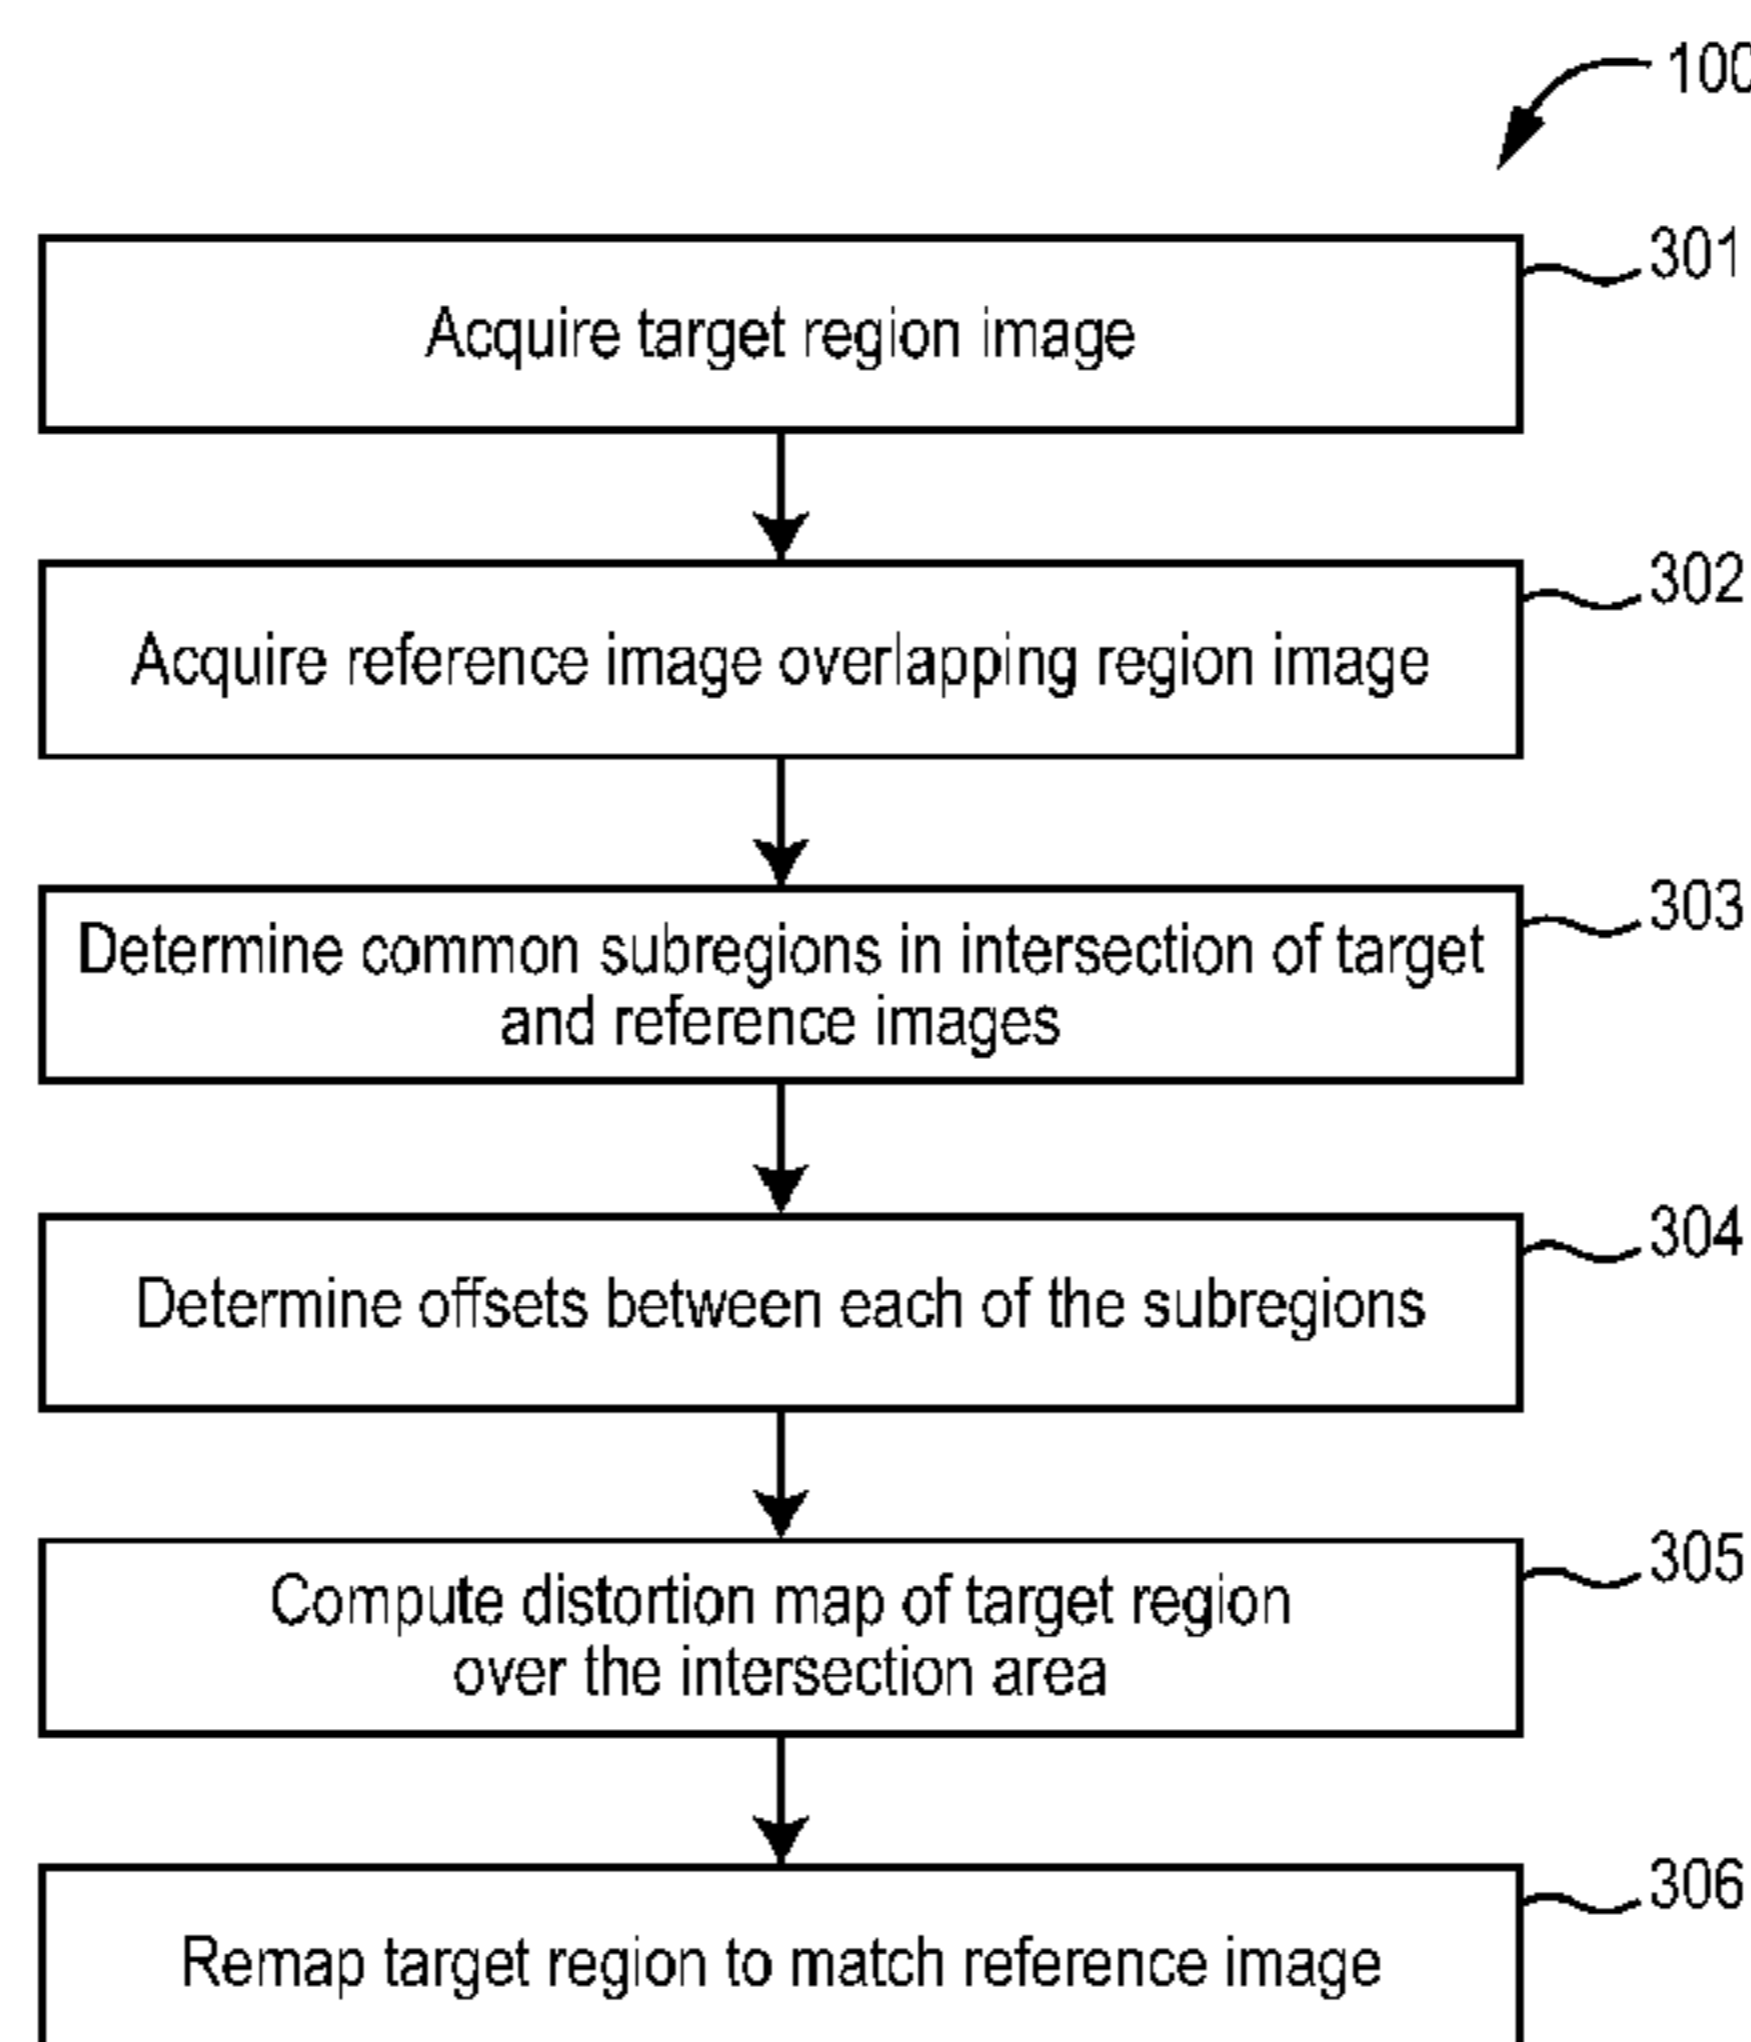 100
301
Acquire target region image
302
Acquire reference image overlapping region image
303
Determine common subregions in intersection of target
and reference images
304
Determine offsets between each of the subregions
305
Compute distortion map of target region
over the intersection area
306
Remap target region to match reference image